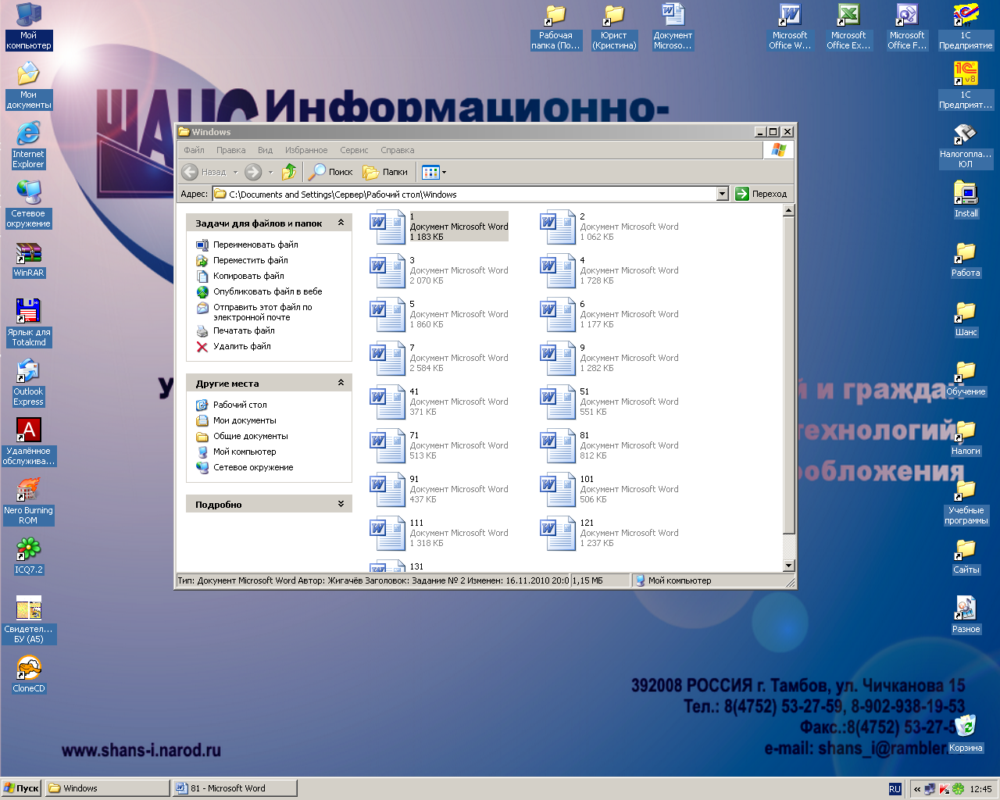 Мой
компьютер
Мои
документы
Internet
Explorer
Сетевое
окружение
WinRAR
Ярлык для
Totalcmd
Outlook
Express
Удалённое
обслужива...
Nero Burning
ROM
ICQ7.2
Свидетел...
БУ (А5)
CloneCD
Рабочая
папка (По...
Юрист
(Кристина)
Документ
Microso...
Microsoft
Office W...
Microsoft
Office Ex...
Microsoft
Office F...
1С
Предприятие
1С
Предприят...
Налогопла...
ЮЛ
Install
Работа
Шанс
Обучение
Налоги
Учебные
программы
Сайты
Разное
Корзина
ШАНС
Информационно-
й и граждан
технологий,
ообложения
Windows
Файл Правка Вид Избранное Сервис Справка
Назад Поиск Папки
Адрес: C:\Documents and Settings\Сервер\Рабочий стол\Windows Переход
Задачи для файлов и папок
Переименовать файл
Переместить файл
Копировать файл
Опубликовать файл в вебе
Отправить этот файл по
электронной почте
Печатать файл
Удалить файл
Другие места
Рабочий стол
Мои документы
Общие документы
Мой компьютер
Сетевое окружение
Подробно
1
Документ Microsoft Word
1 183 КБ
2
Документ Microsoft Word
1 062 КБ
3
Документ Microsoft Word
2 070 КБ
4
Документ Microsoft Word
1 728 КБ
5
Документ Microsoft Word
1 860 КБ
6
Документ Microsoft Word
1 177 КБ
7
Документ Microsoft Word
2 584 КБ
9
Документ Microsoft Word
1 282 КБ
41
Документ Microsoft Word
371 КБ
51
Документ Microsoft Word
551 КБ
71
Документ Microsoft Word
513 КБ
81
Документ Microsoft Word
812 КБ
91
Документ Microsoft Word
437 КБ
101
Документ Microsoft Word
506 КБ
111
Документ Microsoft Word
1 318 КБ
121
Документ Microsoft Word
1 237 КБ
131
Тип: Документ Microsoft Word Автор: Жигачёв Заголовок: Задание № 2 Изменен: 16.11.2010 20:0 1,15 МБ Мой компьютер
392008 РОССИЯ г. Тамбов, ул. Чичканова 15
Тел.: 8(4752) 53-27-59, 8-902-938-19-53
Факс.:8(4752) 53-27-5
e-mail: shans_i@rambler
www.shans-i.narod.ru
Пуск Windows 81 - Microsoft Word RU « 12:45